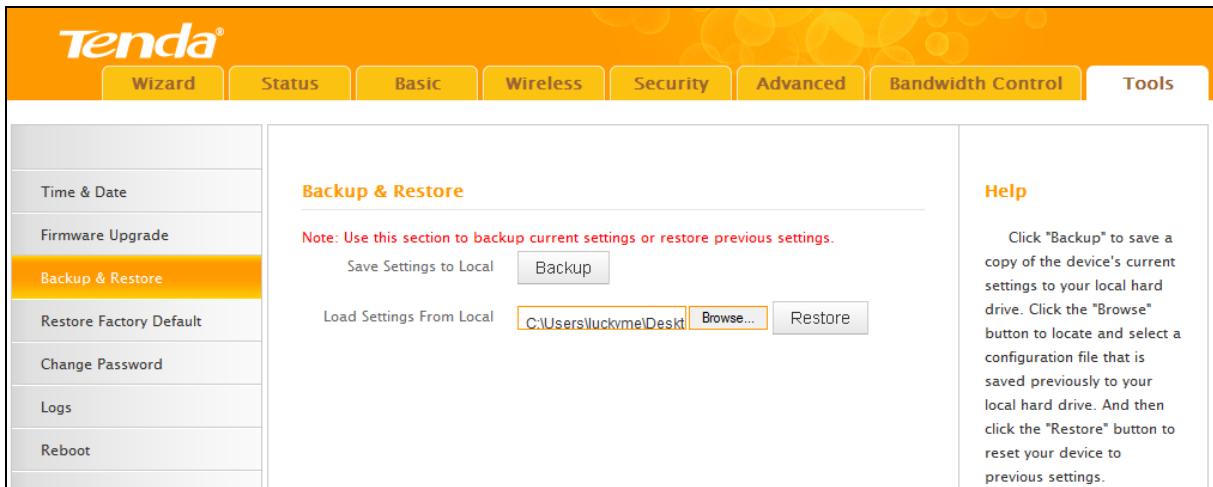 Tenda®
Wizard Status Basic Wireless Security Advanced Bandwidth Control Tools
Time & Date
Firmware Upgrade
Backup & Restore
Restore Factory Default
Change Password
Logs
Reboot
Backup & Restore
Note: Use this section to backup current settings or restore previous settings.
Save Settings to Local Backup
Load Settings From Local C:\Users\luckyme\Deskt Browse... Restore
Help
Click "Backup" to save a
copy of the device's current
settings to your local hard
drive. Click the "Browse"
button to locate and select a
configuration file that is
saved previously to your
local hard drive. And then
click the "Restore" button to
reset your device to
previous settings.